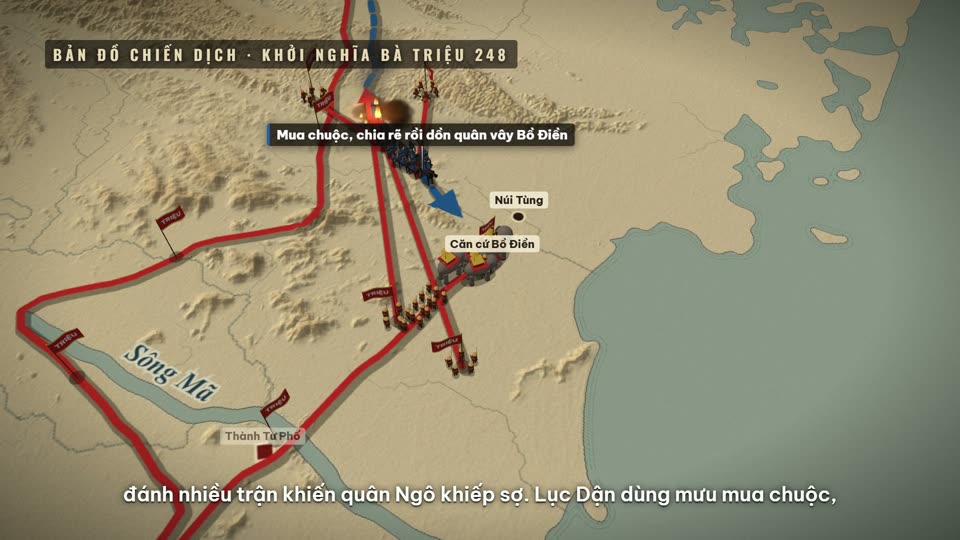 BẢN ĐỒ CHIẾN DỊCH · KHỞI NGHĨA BÀ TRIỆU 248
TRIỆU
Mua chuộc, chia rẽ rồi dồn quân vây Bồ Điền
Núi Tùng
TRIỆU
Căn cứ Bồ Điền
TRIỆU
TRIỆU
TRIỆU
Sông Mã
TRIỆU
Thành Tư Phố
đánh nhiều trận khiến quân Ngô khiếp sợ. Lục Dận dùng mưu mua chuộc,